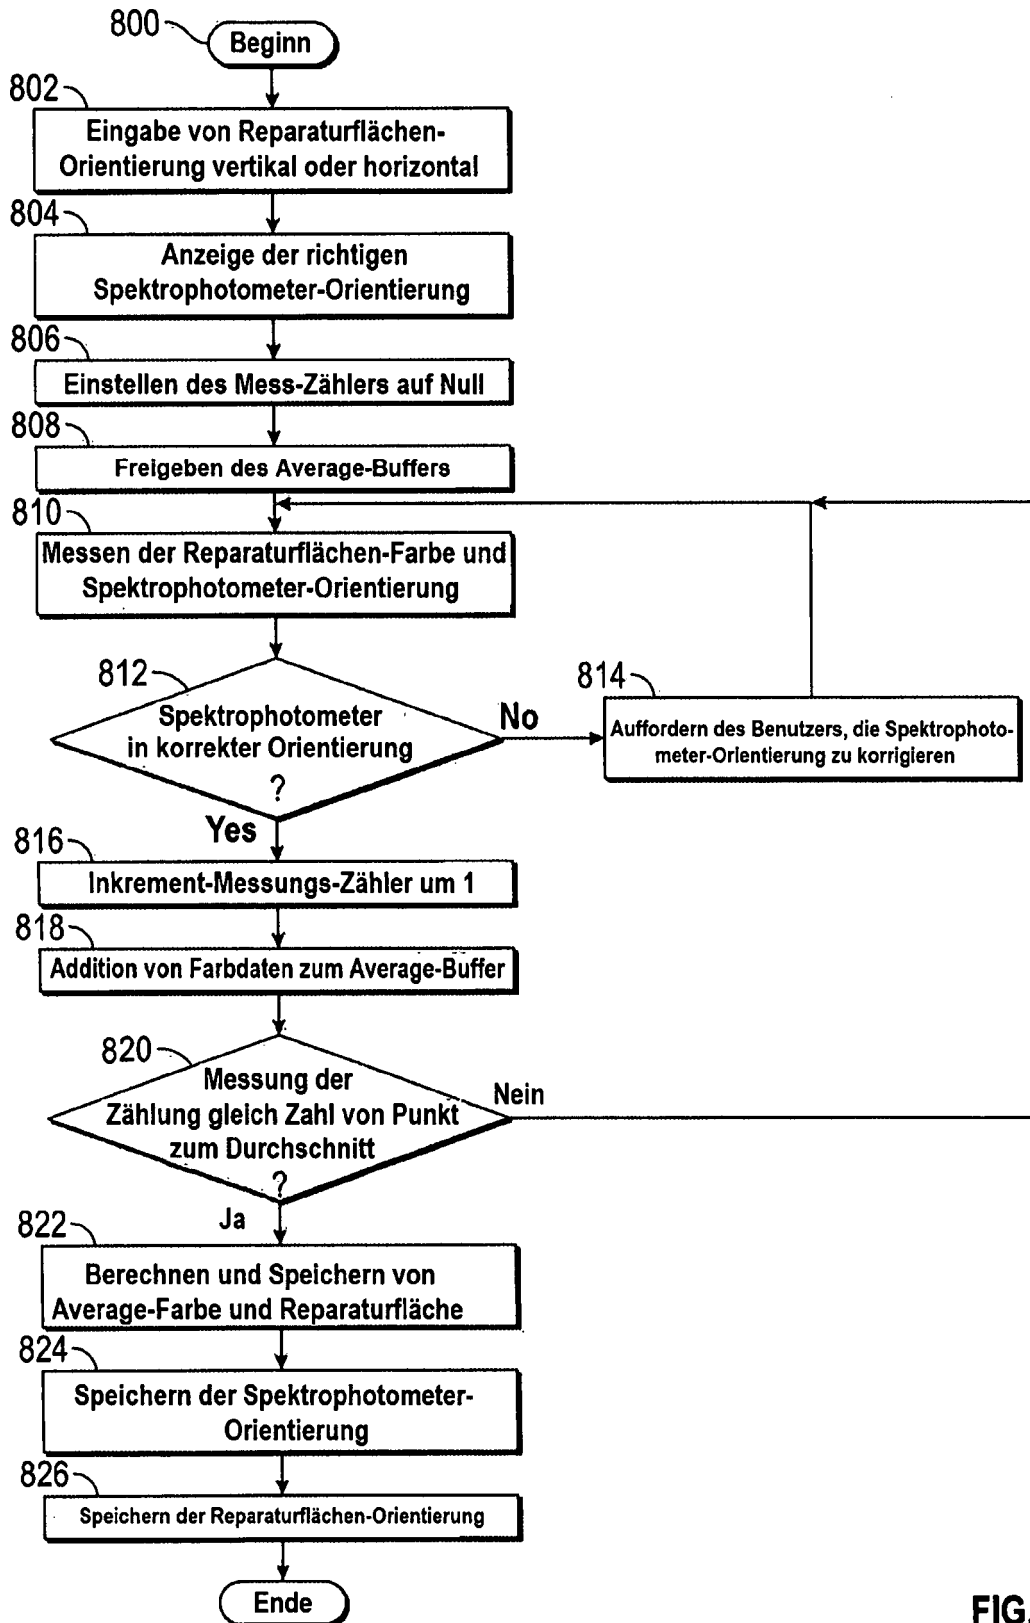 800
Beginn
802
Eingabe von Reparaturflächen-
Orientierung vertikal oder horizontal
804
Anzeige der richtigen
Spektrophotometer-Orientierung
806
Einstellen des Mess-Zählers auf Null
808
Freigeben des Average-Buffers
810
Messen der Reparaturflächen-Farbe und
Spektrophotometer-Orientierung
812
Spektrophotometer
in korrekter Orientierung
?
No
814
Auffordern des Benutzers, die Spektrophoto-
meter-Orientierung zu korrigieren
Yes
816
Inkrement-Messungs-Zähler um 1
818
Addition von Farbdaten zum Average-Buffer
820
Messung der
Zählung gleich Zahl von Punkt
zum Durchschnitt
?
Nein
Ja
822
Berechnen und Speichern von
Average-Farbe und Reparaturfläche
824
Speichern der Spektrophotometer-
Orientierung
826
Speichern der Reparaturflächen-Orientierung
Ende
FIG.